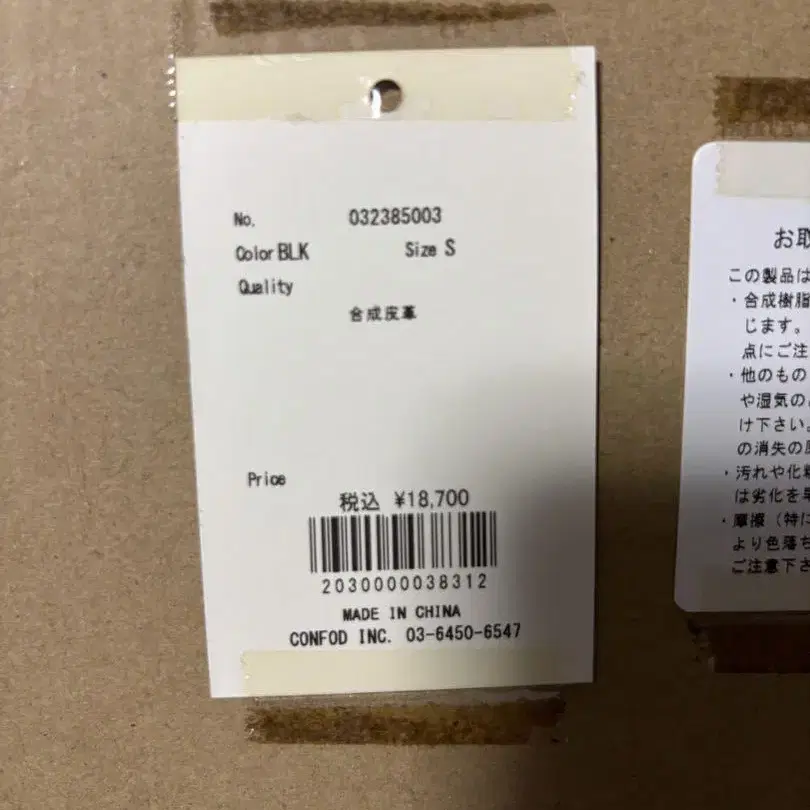 No. 032385003
Color BLK Size S
Quality
合成皮革
Price
税込 ¥18,700
2030000038312
MADE IN CHINA
CONFOD INC. 03-6450-6547
お取
この製品は
・合成樹脂
じます。
点にご注
・他のもの
や湿気の
け下さい。
の消失の原
・汚れや化粧
は劣化を早
・摩擦(特に
より色落ち
ご注意下さ